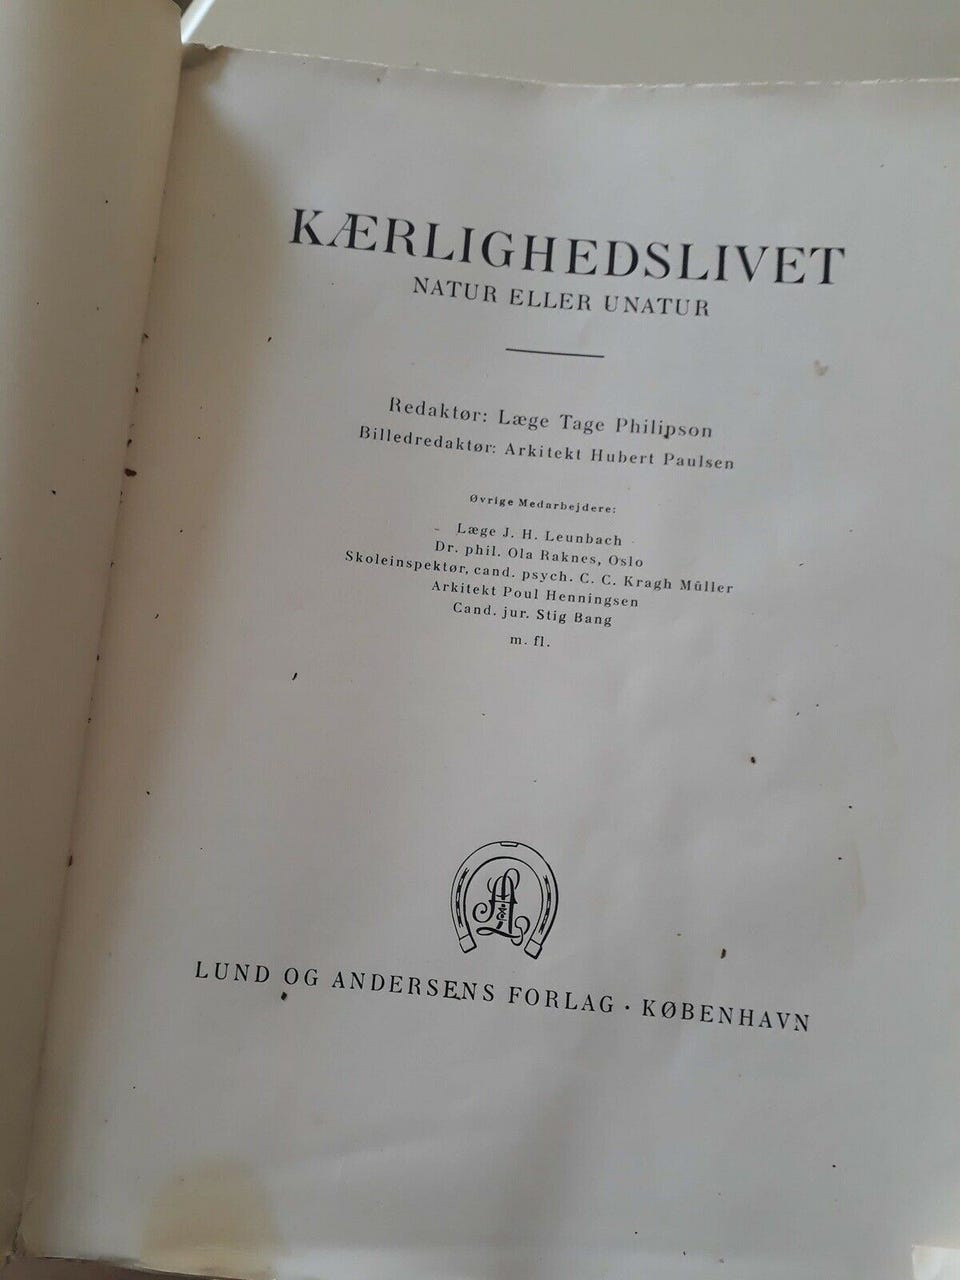 KÆRLIGHEDSLIVET
NATUR ELLER UNATUR
Redaktør: Læge Tage Philipson
Billedredaktør: Arkitekt Hubert Paulsen
Øvrige Medarbejdere:
Læge J. H. Leunbach
Dr. phil. Ola Raknes, Oslo
Skoleinspektør, cand. psych. C. C. Kragh Müller
Arkitekt Poul Henningsen
Cand. jur. Stig Bang
m. fl.
LUND OG ANDERSENS FORLAG · KØBENHAVN